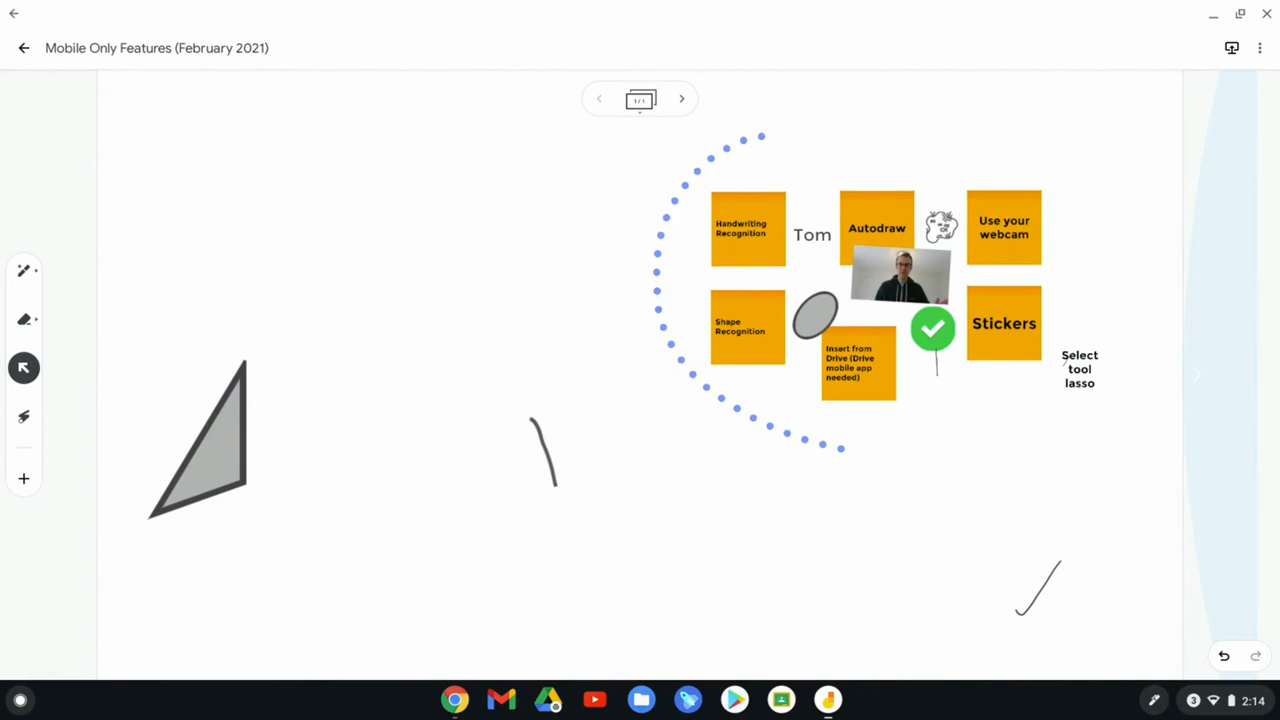 Mobile Only Features (February 2021)
1/1
Handwriting
Recognition
Tom
Autodraw
Use your
webcam
Shape
Recognition
Insert from
Drive (Drive
mobile app
needed)
Stickers
Select
tool
lasso
3
2:14